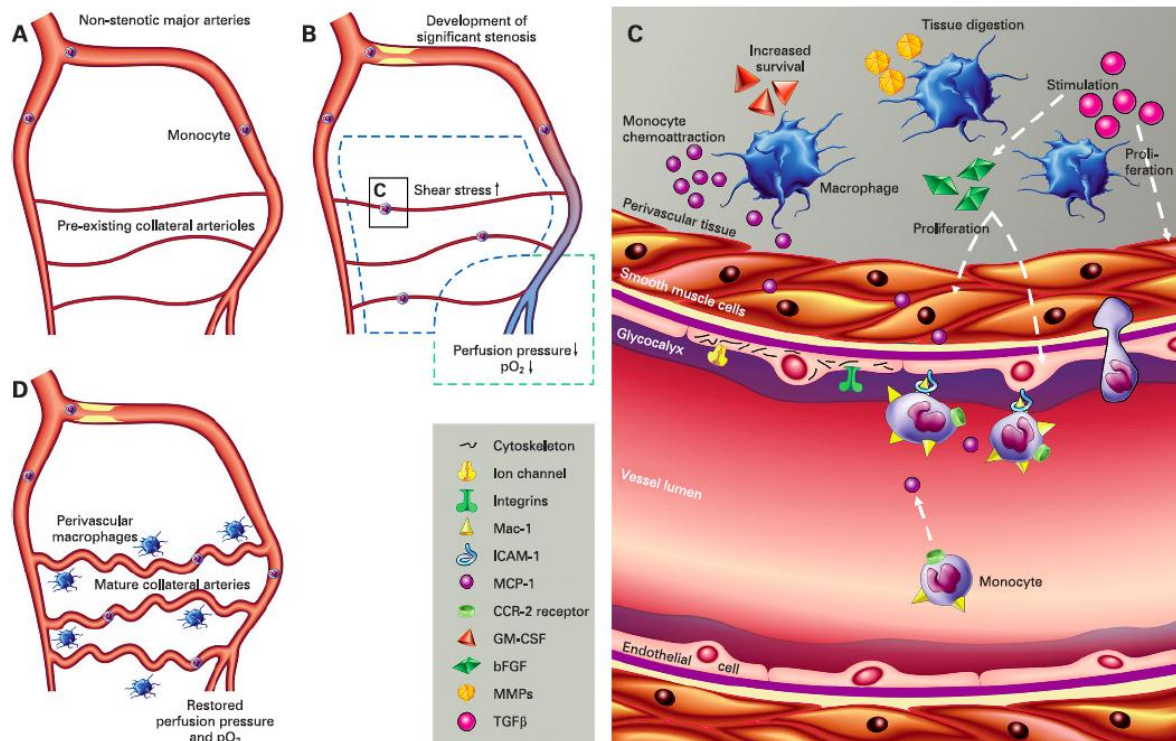 A
Non-stenotic major arteries
Monocyte
Pre-existing collateral arterioles
B
Development of
significant stenosis
C
Shear stress ↑
Perfusion pressure ↓
pO₂ ↓
C
Tissue digestion
Increased
survival
Stimulation
Monocyte
chemoattraction
Macrophage
Proli-
feration
Perivascular tissue
Proliferation
Smooth muscle cells
Glycocalyx
Vessel lumen
Monocyte
Endothelial cell
D
Perivascular
macrophages
Mature collateral arteries
Restored
perfusion pressure
and pO₂
Cytoskeleton
Ion channel
Integrins
Mac-1
ICAM-1
MCP-1
CCR-2 receptor
GM-CSF
bFGF
MMPs
TGFβ